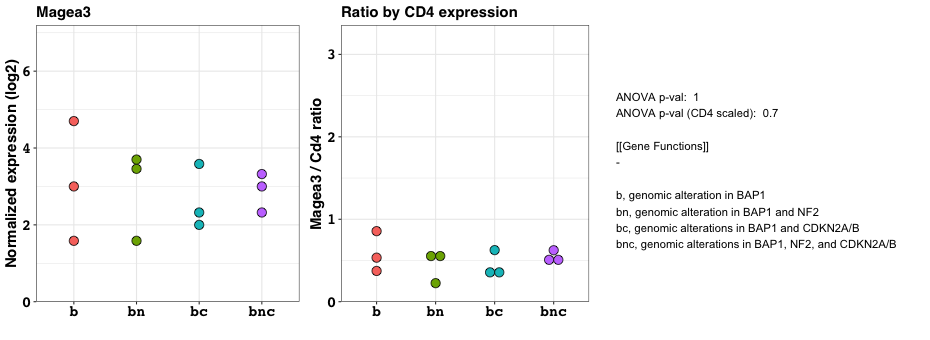 Magea3
Normalized expression (log2)
6
4
2
0
b bn bc bnc
Ratio by CD4 expression
Magea3 / Cd4 ratio
3
2
1
0
b bn bc bnc
ANOVA p-val: 1
ANOVA p-val (CD4 scaled): 0.7
[[Gene Functions]]
-
b, genomic alteration in BAP1
bn, genomic alteration in BAP1 and NF2
bc, genomic alterations in BAP1 and CDKN2A/B
bnc, genomic alterations in BAP1, NF2, and CDKN2A/B